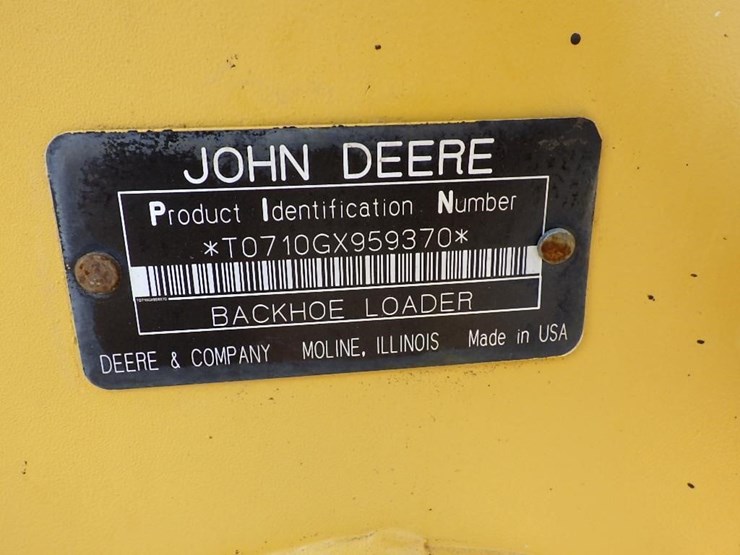 JOHN DEERE
Product Identification Number
*T0710GX959370*
BACKHOE LOADER
DEERE & COMPANY MOLINE, ILLINOIS Made in USA